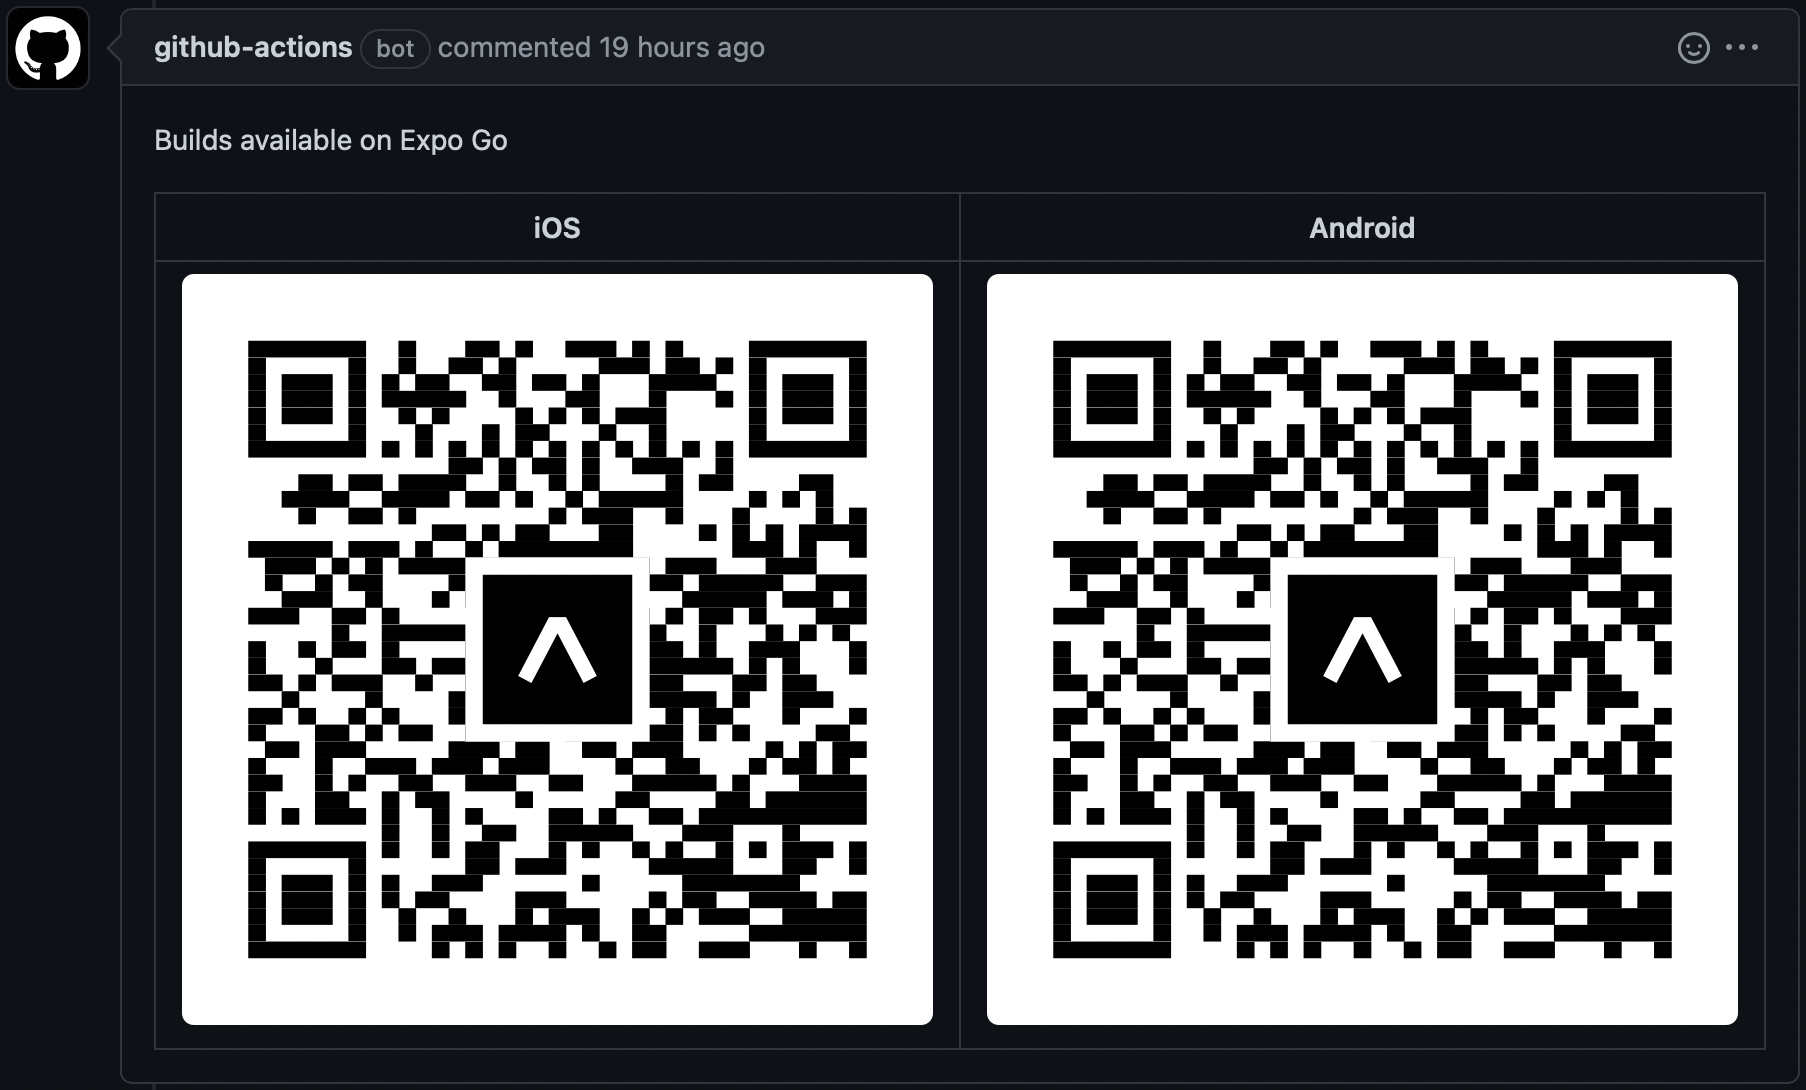 github-actions bot commented 19 hours ago
Builds available on Expo Go
iOS Android